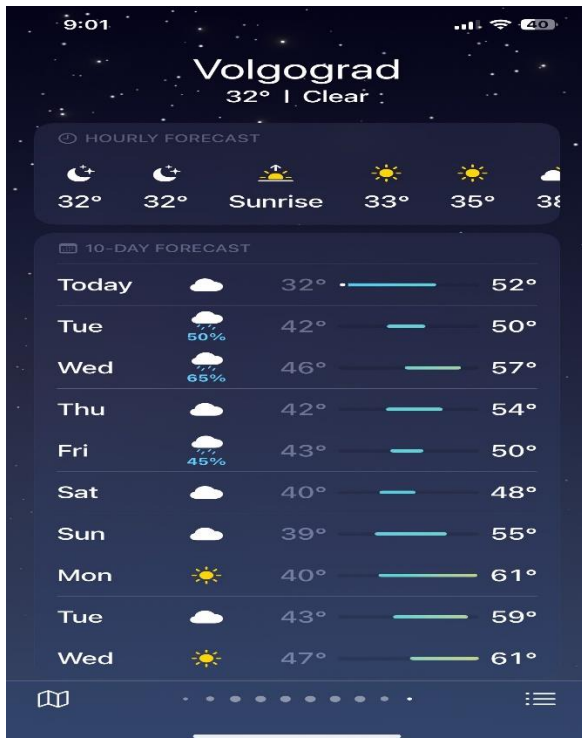 9:01 40
Volgograd
32° | Clear
HOURLY FORECAST
32° 32° Sunrise 33° 35° 38
10-DAY FORECAST
Today 32° 52°
Tue 50% 42° 50°
Wed 65% 46° 57°
Thu 42° 54°
Fri 45% 43° 50°
Sat 40° 48°
Sun 39° 55°
Mon 40° 61°
Tue 43° 59°
Wed 47° 61°